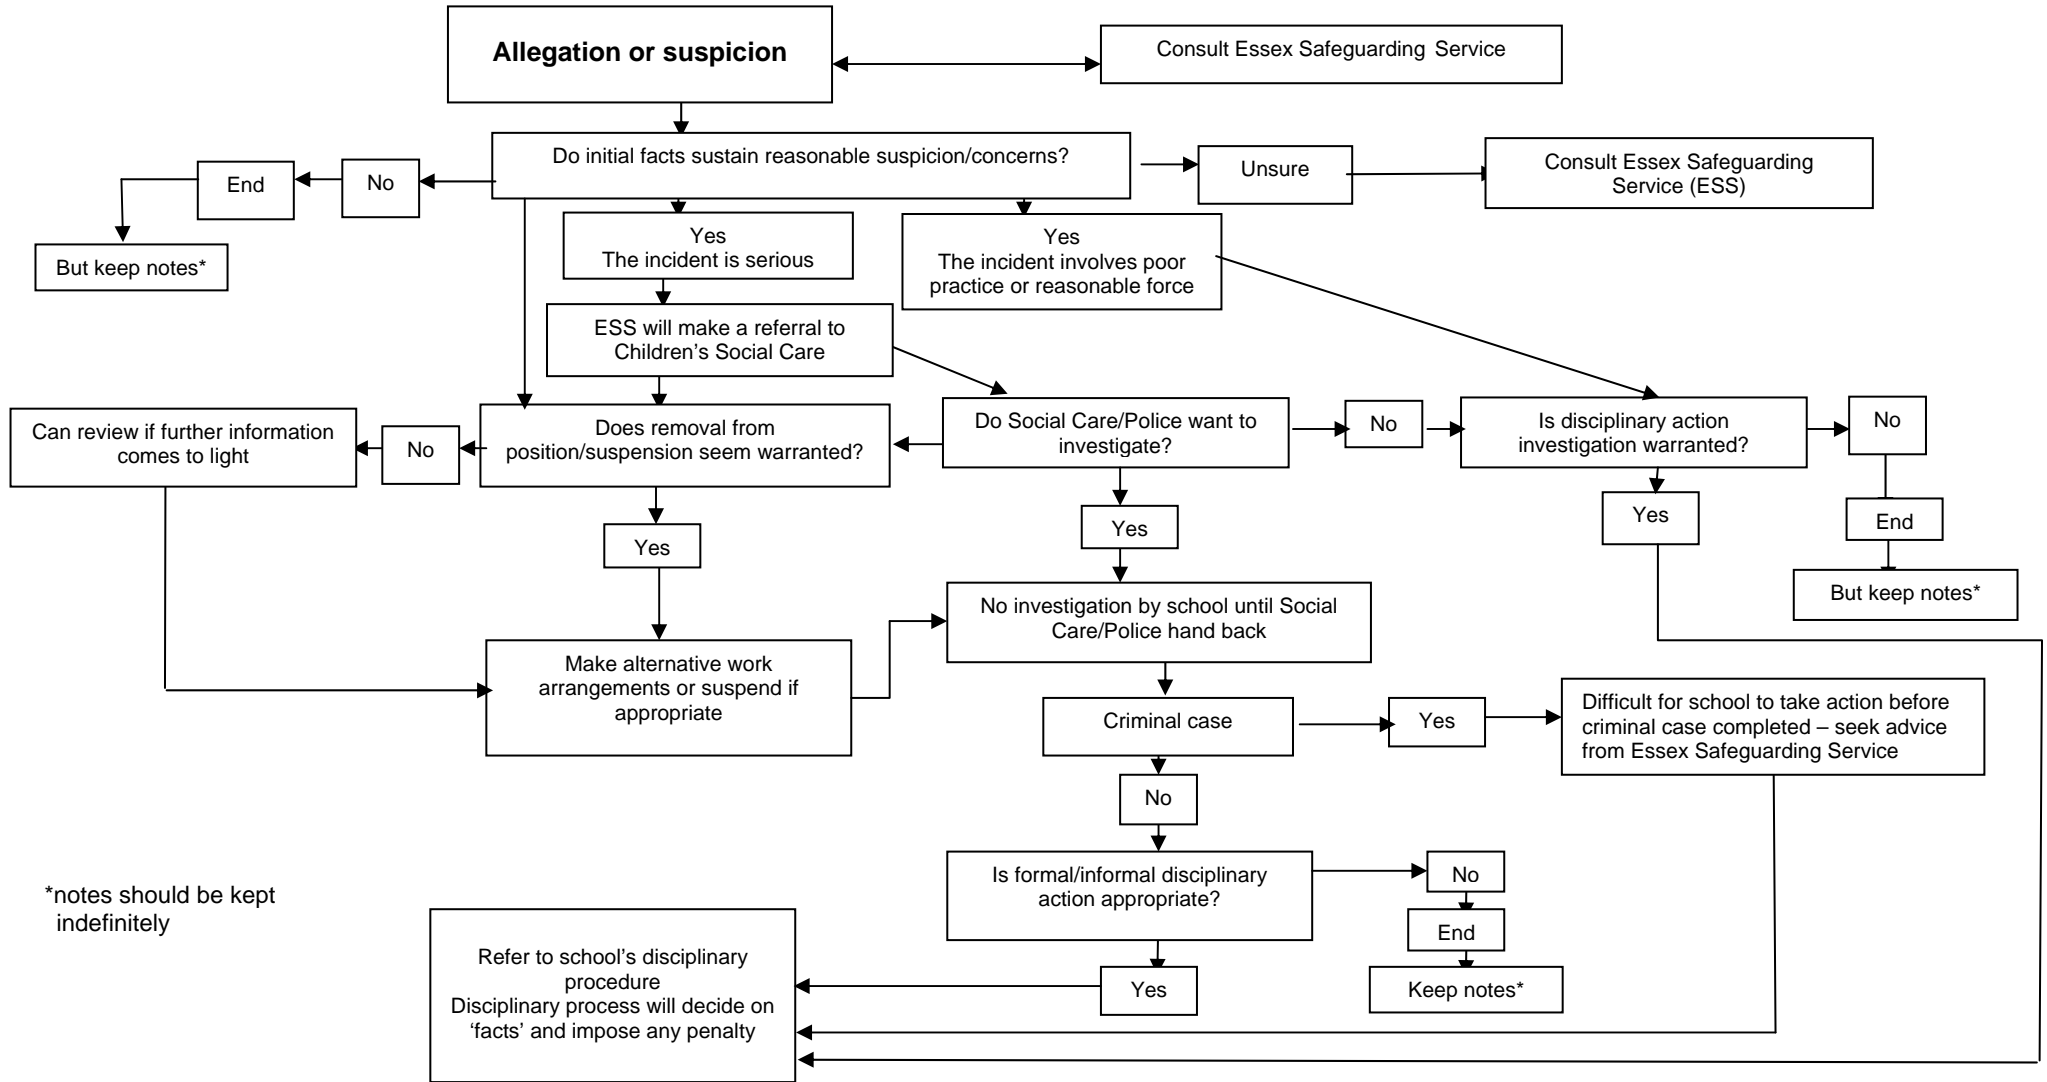 Allegation or suspicion
Consult Essex Safeguarding Service
Do initial facts sustain reasonable suspicion/concerns?
Unsure
Consult Essex Safeguarding
Service (ESS)
No
End
But keep notes*
Yes
The incident is serious
Yes
The incident involves poor
practice or reasonable force
ESS will make a referral to
Children's Social Care
Can review if further information
comes to light
No
Does removal from
position/suspension seem warranted?
Do Social Care/Police want to
investigate?
No
Is disciplinary action
investigation warranted?
No
Yes
Yes
Yes
End
But keep notes*
No investigation by school until Social
Care/Police hand back
Make alternative work
arrangements or suspend if
appropriate
Criminal case
Yes
Difficult for school to take action before
criminal case completed – seek advice
from Essex Safeguarding Service
No
Is formal/informal disciplinary
action appropriate?
No
End
Keep notes*
Yes
*notes should be kept
indefinitely
Refer to school's disciplinary
procedure
Disciplinary process will decide on
‘facts’ and impose any penalty